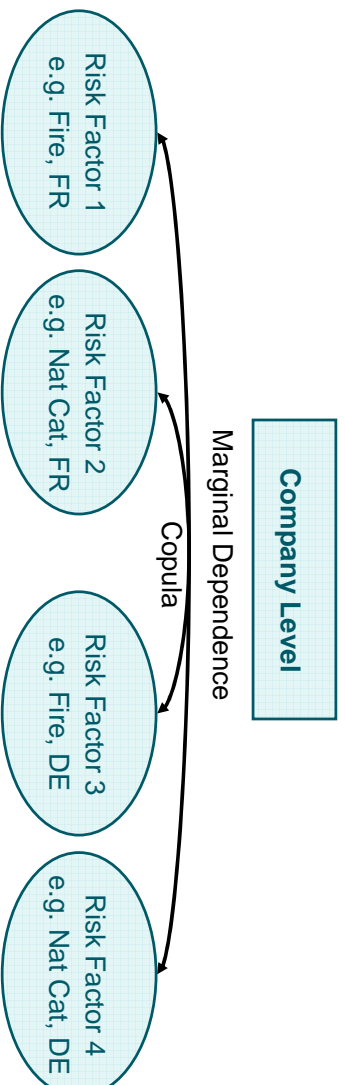 Company Level
Marginal Dependence
Copula
Risk Factor 1
e.g. Fire, FR
Risk Factor 2
e.g. Nat Cat, FR
Risk Factor 3
e.g. Fire, DE
Risk Factor 4
e.g. Nat Cat, DE